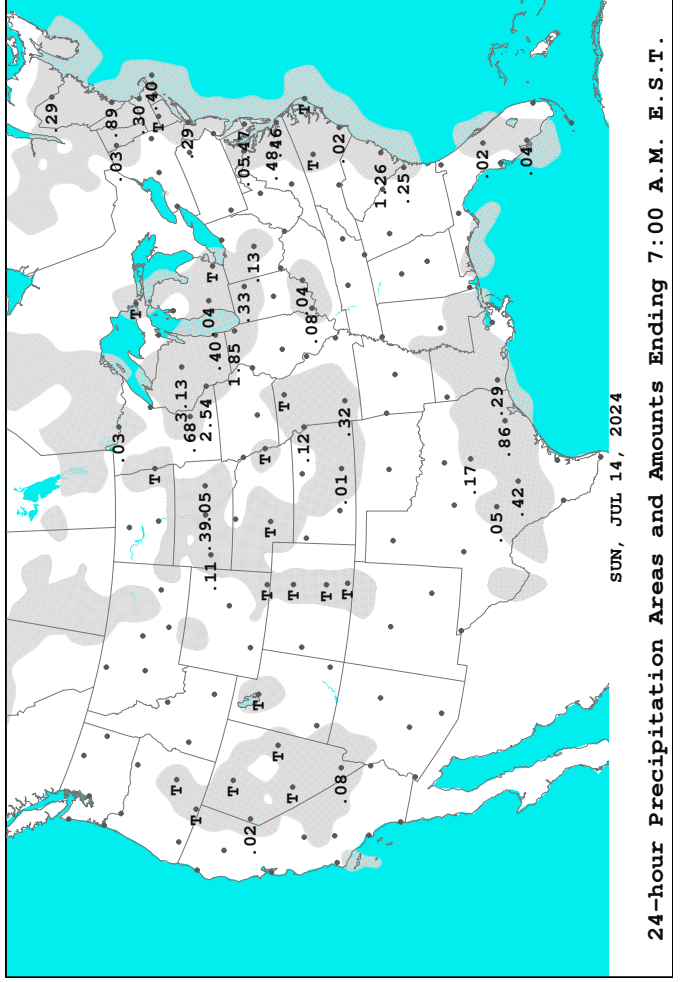 .29
.89
.03
.03
.30
T
.40
T
T
T
3.13
.29
.68
T
.39 .05
2.54
.04
.11
T
.40
T
1.85
.33
.05 .47
.02
.13
T
T
T
T
.48
.46
T
T
T
T
.04
.12
T
.08
T
T
.08
.02
.01
T
.32
1.26
.25
.17
.02
.05
.29
.86
.42
.04
SUN, JUL 14, 2024
24-hour Precipitation Areas and Amounts Ending 7:00 A.M. E.S.T.